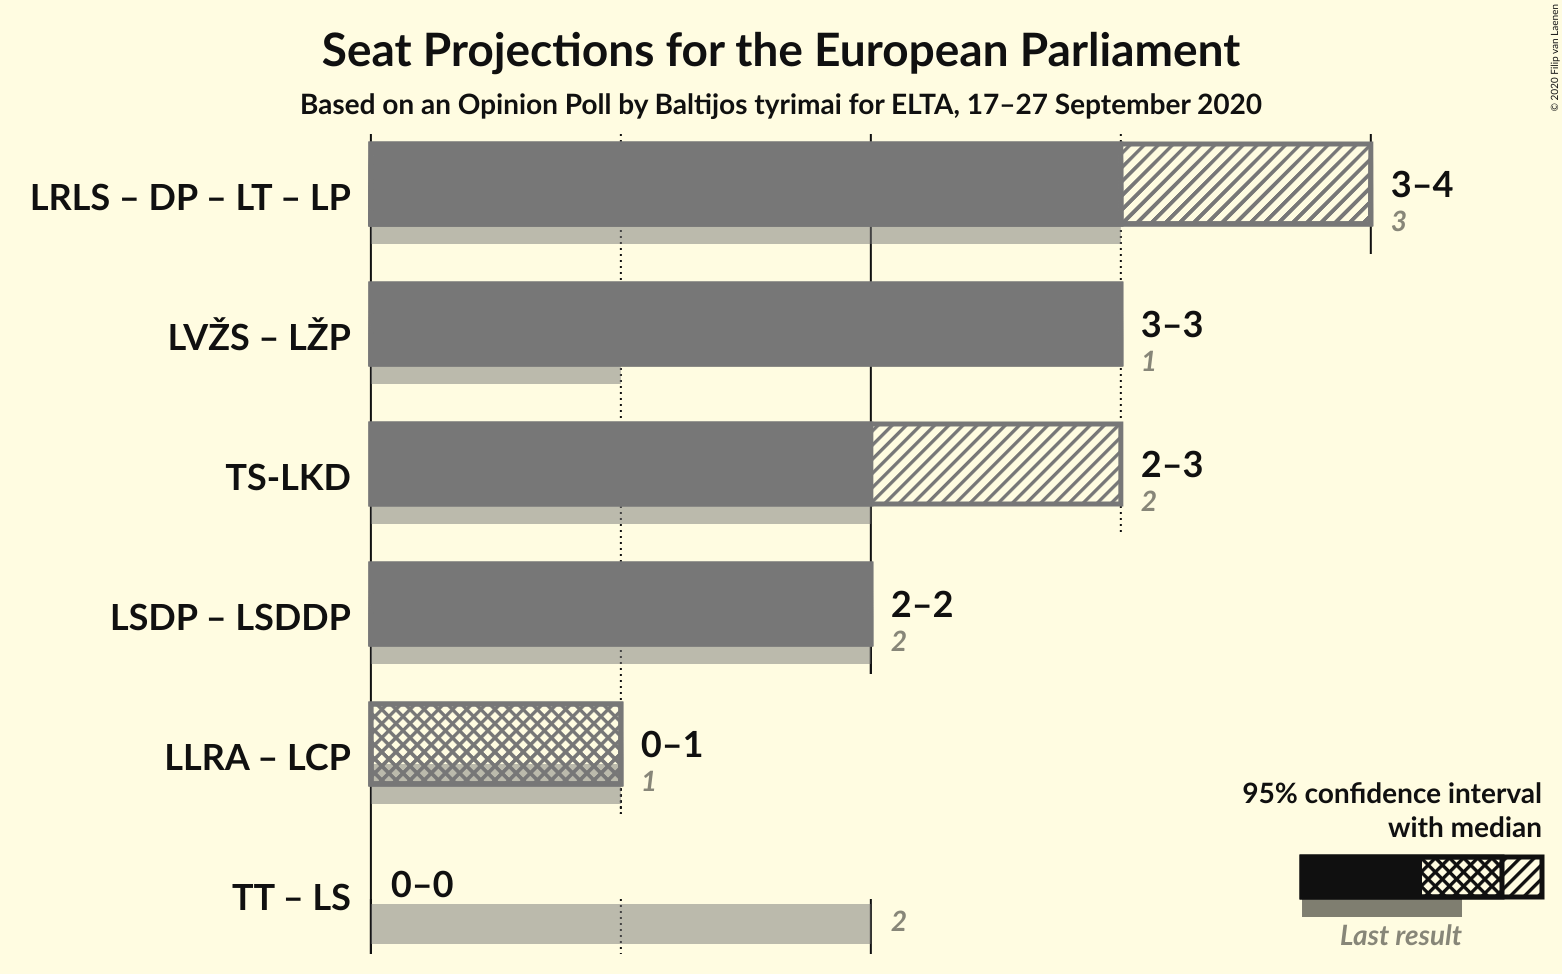 Seat Projections for the European Parliament
Based on an Opinion Poll by Baltijos tyrimai for ELTA, 17–27 September 2020
© 2020 Filip van Laenen
LRLS – DP – LT – LP
3–4
3
LVŽS – LŽP
3–3
1
TS-LKD
2–3
2
LSDP – LSDDP
2–2
2
LLRA – LCP
0–1
1
TT – LS
0–0
2
95% confidence interval
with median
Last result